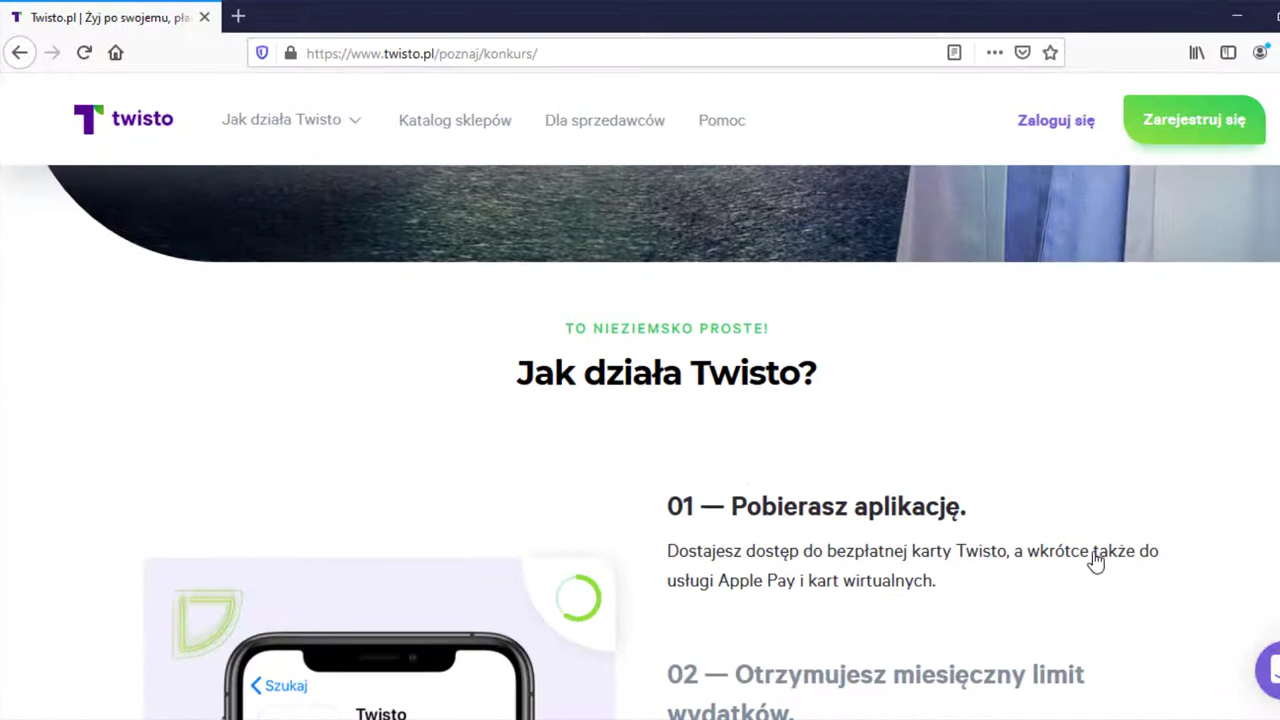 Twisto.pl | Żyj po swojemu, pła
https://www.twisto.pl/poznaj/konkurs/
twisto
Jak działa Twisto
Katalog sklepów
Dla sprzedawców
Pomoc
Zaloguj się
Zarejestruj się
TO NIEZIEMSKO PROSTE!
Jak działa Twisto?
01 — Pobierasz aplikację.
Dostajesz dostęp do bezpłatnej karty Twisto, a wkrótce także do
usługi Apple Pay i kart wirtualnych.
02 — Otrzymujesz miesięczny limit
wydatków.
Szukaj
Twisto